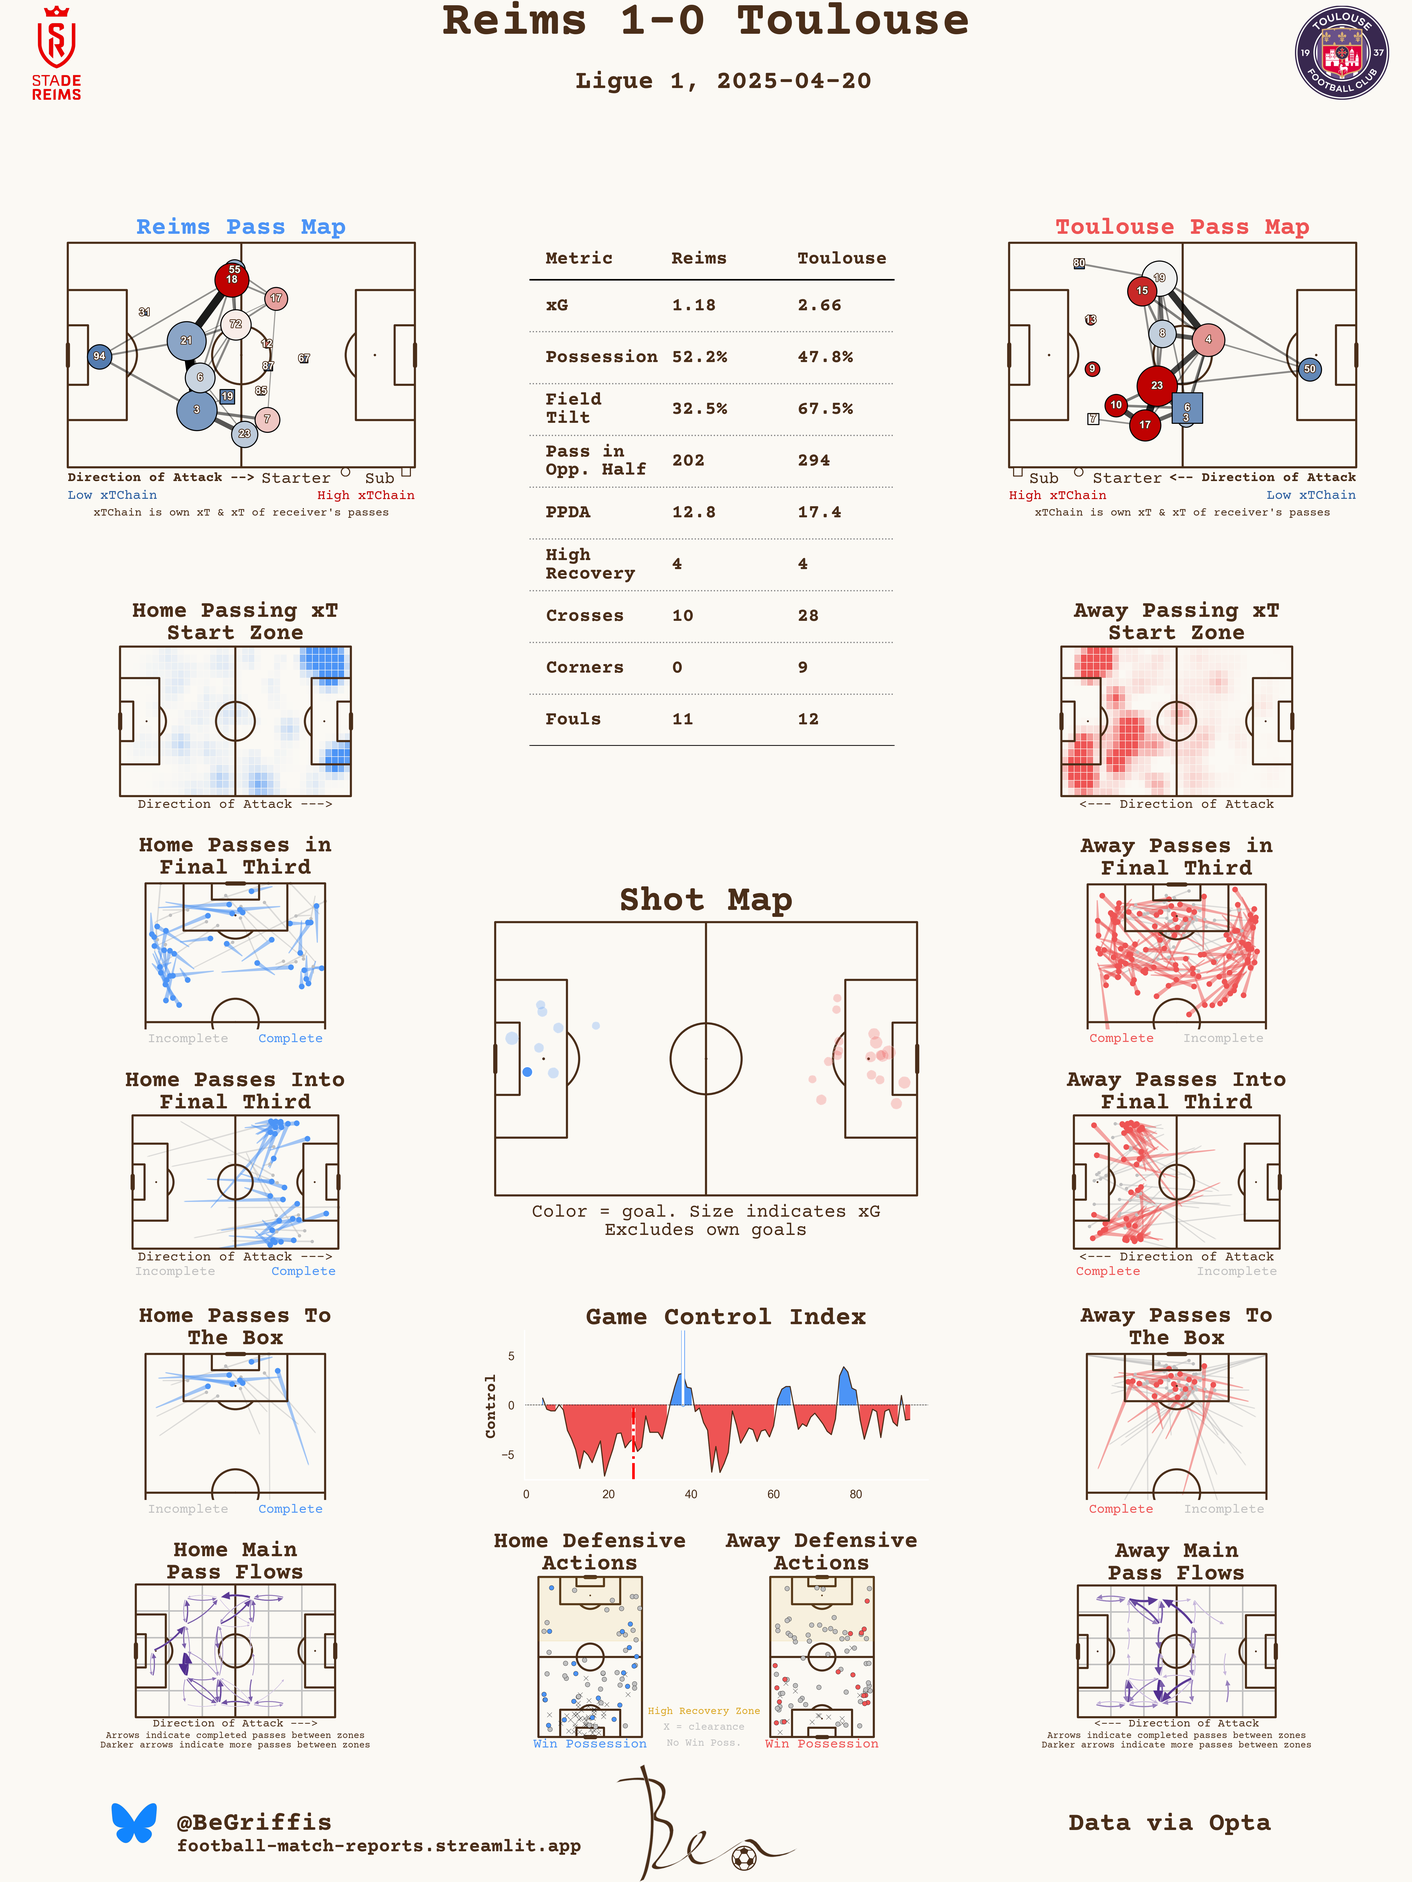 Reims 1-0 Toulouse
Ligue 1, 2025-04-20
STADE
REIMS
TOULOUSE
19 37
FOOTBALL CLUB
Reims Pass Map
55
18
17
31
72
21
12
94
87
67
6
19
85
3
7
23
Direction of Attack --> Starter Sub
Low xTChain High xTChain
xTChain is own xT & xT of receiver's passes
Metric Reims Toulouse
xG 1.18 2.66
Possession 52.2% 47.8%
Field
Tilt 32.5% 67.5%
Pass in
Opp. Half 202 294
PPDA 12.8 17.4
High
Recovery 4 4
Crosses 10 28
Corners 0 9
Fouls 11 12
Toulouse Pass Map
80
19
15
13
8
4
9
50
23
10
6
7
3
17
Sub Starter <-- Direction of Attack
High xTChain Low xTChain
xTChain is own xT & xT of receiver's passes
Home Passing xT
Start Zone
Direction of Attack --->
Away Passing xT
Start Zone
<--- Direction of Attack
Home Passes in
Final Third
Incomplete Complete
Shot Map
Color = goal. Size indicates xG
Excludes own goals
Away Passes in
Final Third
Complete Incomplete
Home Passes Into
Final Third
Direction of Attack --->
Incomplete Complete
Away Passes Into
Final Third
<--- Direction of Attack
Complete Incomplete
Home Passes To
The Box
Incomplete Complete
Game Control Index
Control
5
0
−5
0 20 40 60 80
Away Passes To
The Box
Complete Incomplete
Home Main
Pass Flows
Direction of Attack --->
Arrows indicate completed passes between zones
Darker arrows indicate more passes between zones
Home Defensive
Actions
Win Possession
Away Defensive
Actions
Win Possession
High Recovery Zone
X = clearance
No Win Poss.
Away Main
Pass Flows
<--- Direction of Attack
Arrows indicate completed passes between zones
Darker arrows indicate more passes between zones
@BeGriffis
football-match-reports.streamlit.app
Ben
Data via Opta